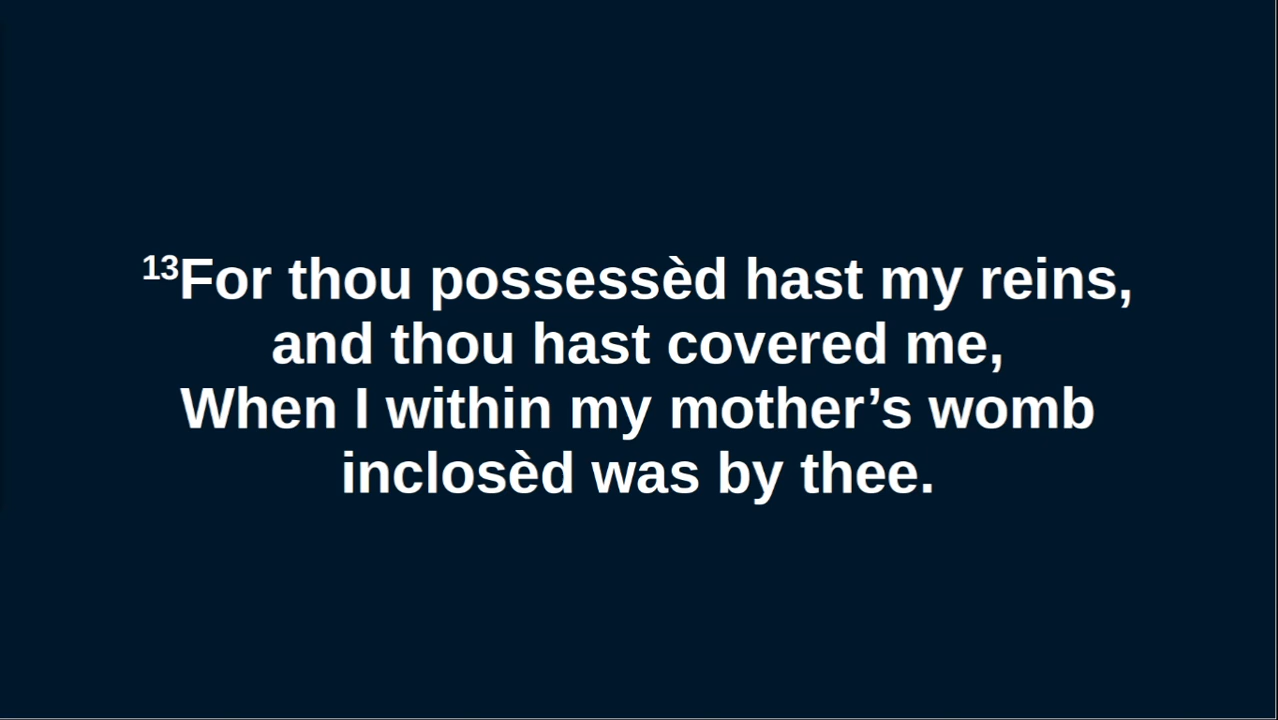 13For thou possessèd hast my reins,
and thou hast covered me,
When I within my mother’s womb
inclosèd was by thee.